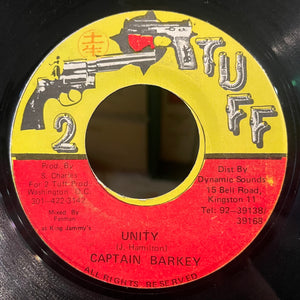 2 TUFF
Prod. By
S. Charles
For 2 Tuff Prod.
Washington D.C.
301-422-3147
Mixed By
Fatman
at King Jammy's
Dist By
Dynamic Sounds
15 Bell Road,
Kingston 11
Tel: 92-39138/
39168
UNITY
(J. Hamilton)
CAPTAIN BARKEY
ALL RIGHTS RESERVED